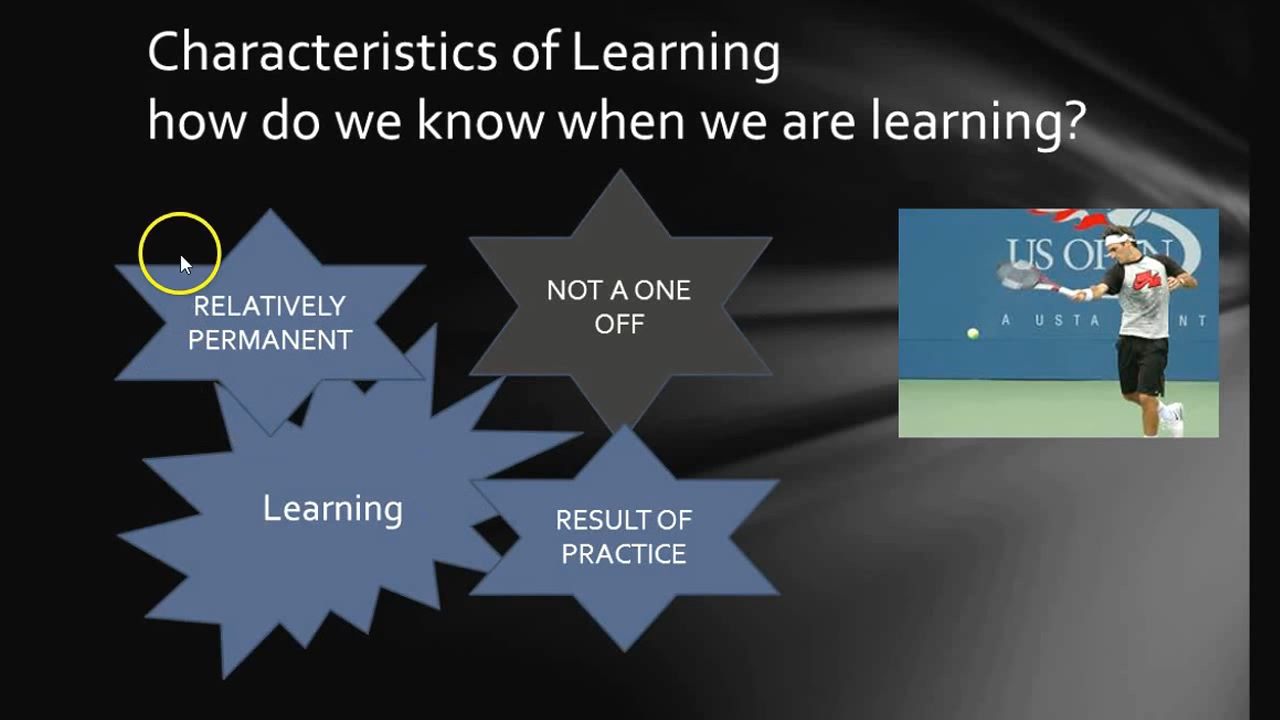 Characteristics of Learning
how do we know when we are learning?
RELATIVELY
PERMANENT
NOT A ONE
OFF
Learning
RESULT OF
PRACTICE
US OPEN
A USTA
NT